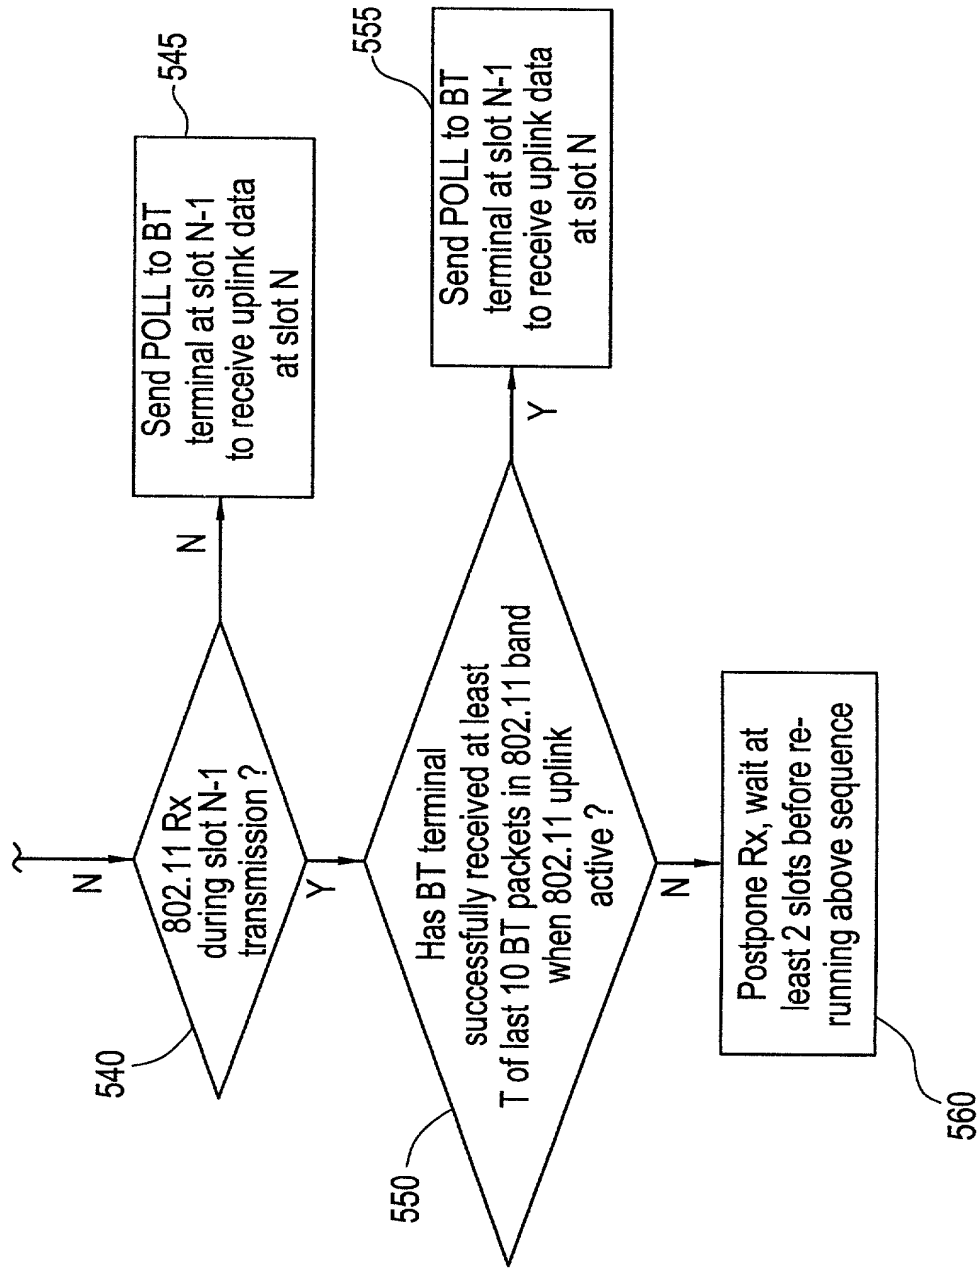 N
802.11 Rx
during slot N-1
transmission ?
540
N
Send POLL to BT
terminal at slot N-1
to receive uplink data
at slot N
545
Y
Has BT terminal
successfully received at least
T of last 10 BT packets in 802.11 band
when 802.11 uplink
active ?
550
Y
Send POLL to BT
terminal at slot N-1
to receive uplink data
at slot N
555
N
Postpone Rx, wait at
least 2 slots before re-
running above sequence
560